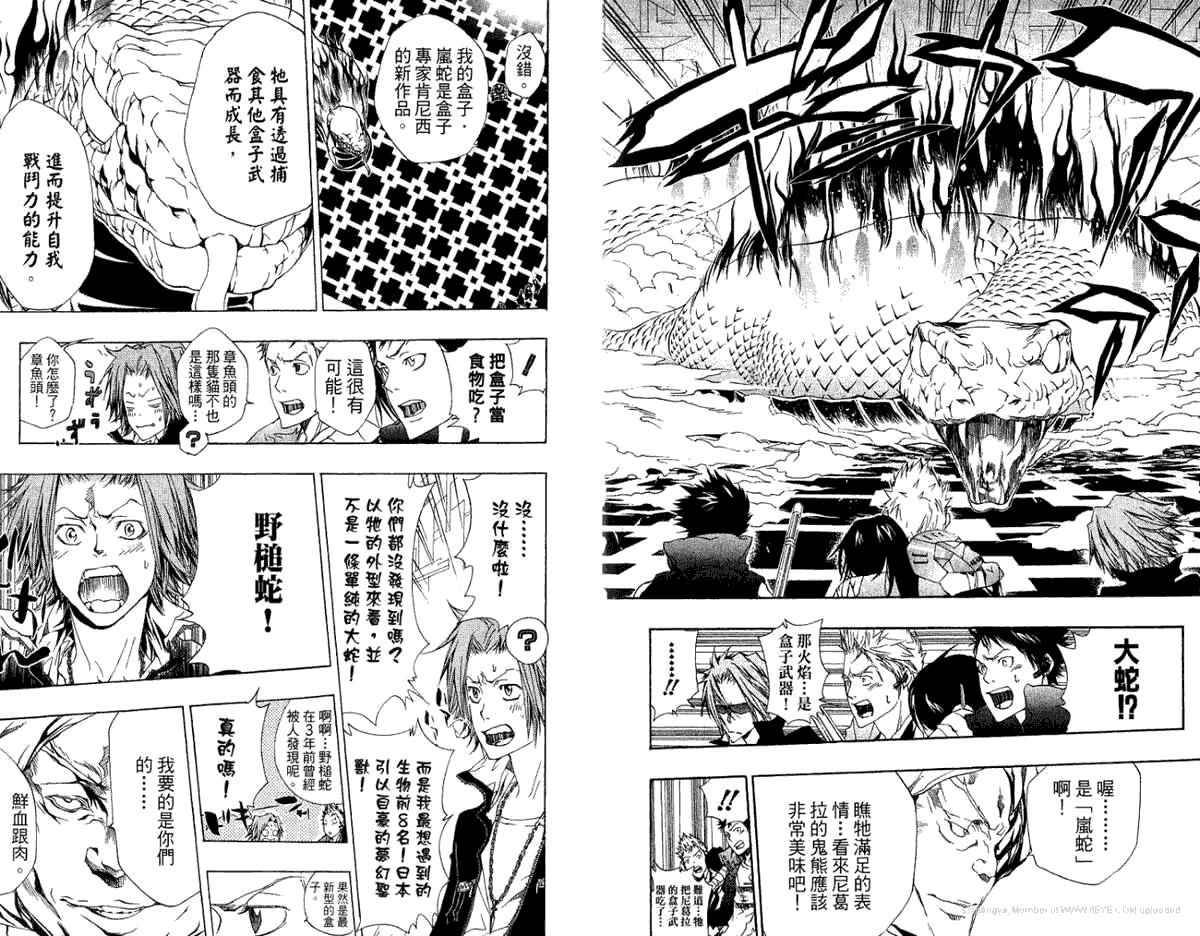 大蛇!?
那火焰…是
盒子武器!
………!!
喔……
是「嵐蛇」
啊!
瞧牠滿足的表
情…看來尼葛
拉的鬼熊應該
非常美味吧!
!!
難道…牠
把尼葛拉
的盒子武
器吃了…
沒錯。
我的盒子.
嵐蛇是盒子
專家肯尼西
的新作品。
牠具有透過捕
食其他盒子武
器而成長,
進而提升自我
戰鬥力的能力。
!
把盒子當
食物吃?
這很有
可能!
章魚頭的
那隻貓不也
是這樣嗎…
?
你怎麼了?
章魚頭!
うずうず
沒……
沒什麼啦!
?
你們都沒發現到嗎?
以牠的外型來看,並
不是一條單純的大蛇!
而是我最想遇到的
生物前8名!日本
引以自豪的夢幻聖
獸!
野槌蛇!
啊啊…野槌蛇
在3年前曾經
被人發現呢。
真的嗎!
果然是最
新型的盒
子。
我要的是你們
的……
鮮血跟肉。